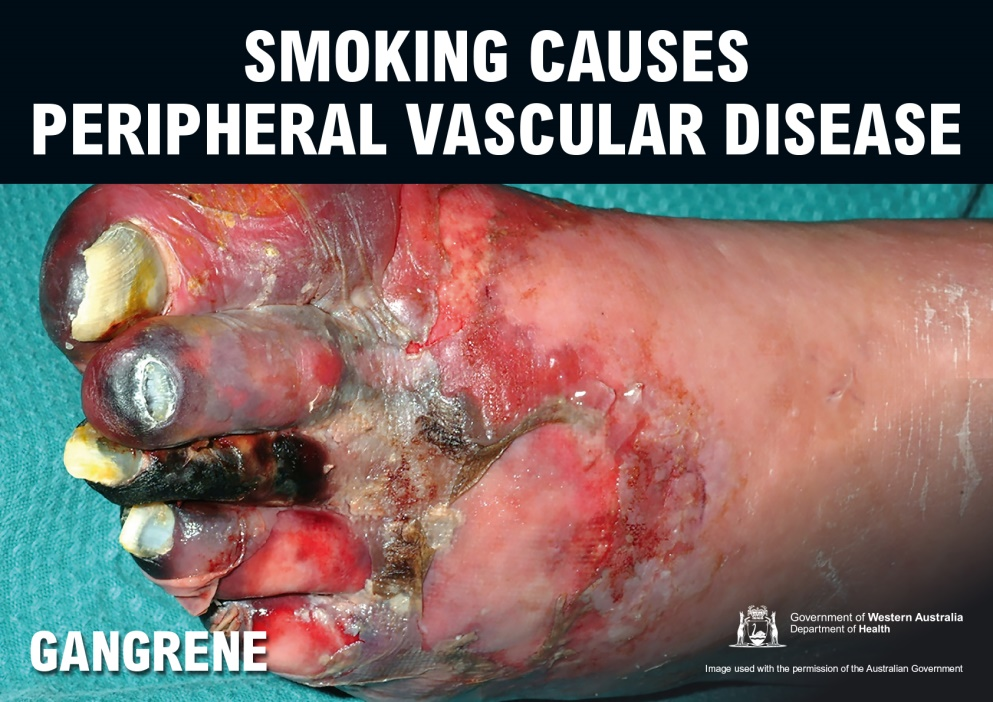 SMOKING CAUSES
PERIPHERAL VASCULAR DISEASE
GANGRENE
Government of Western Australia
Department of Health
Image used with the permission of the Australian Government